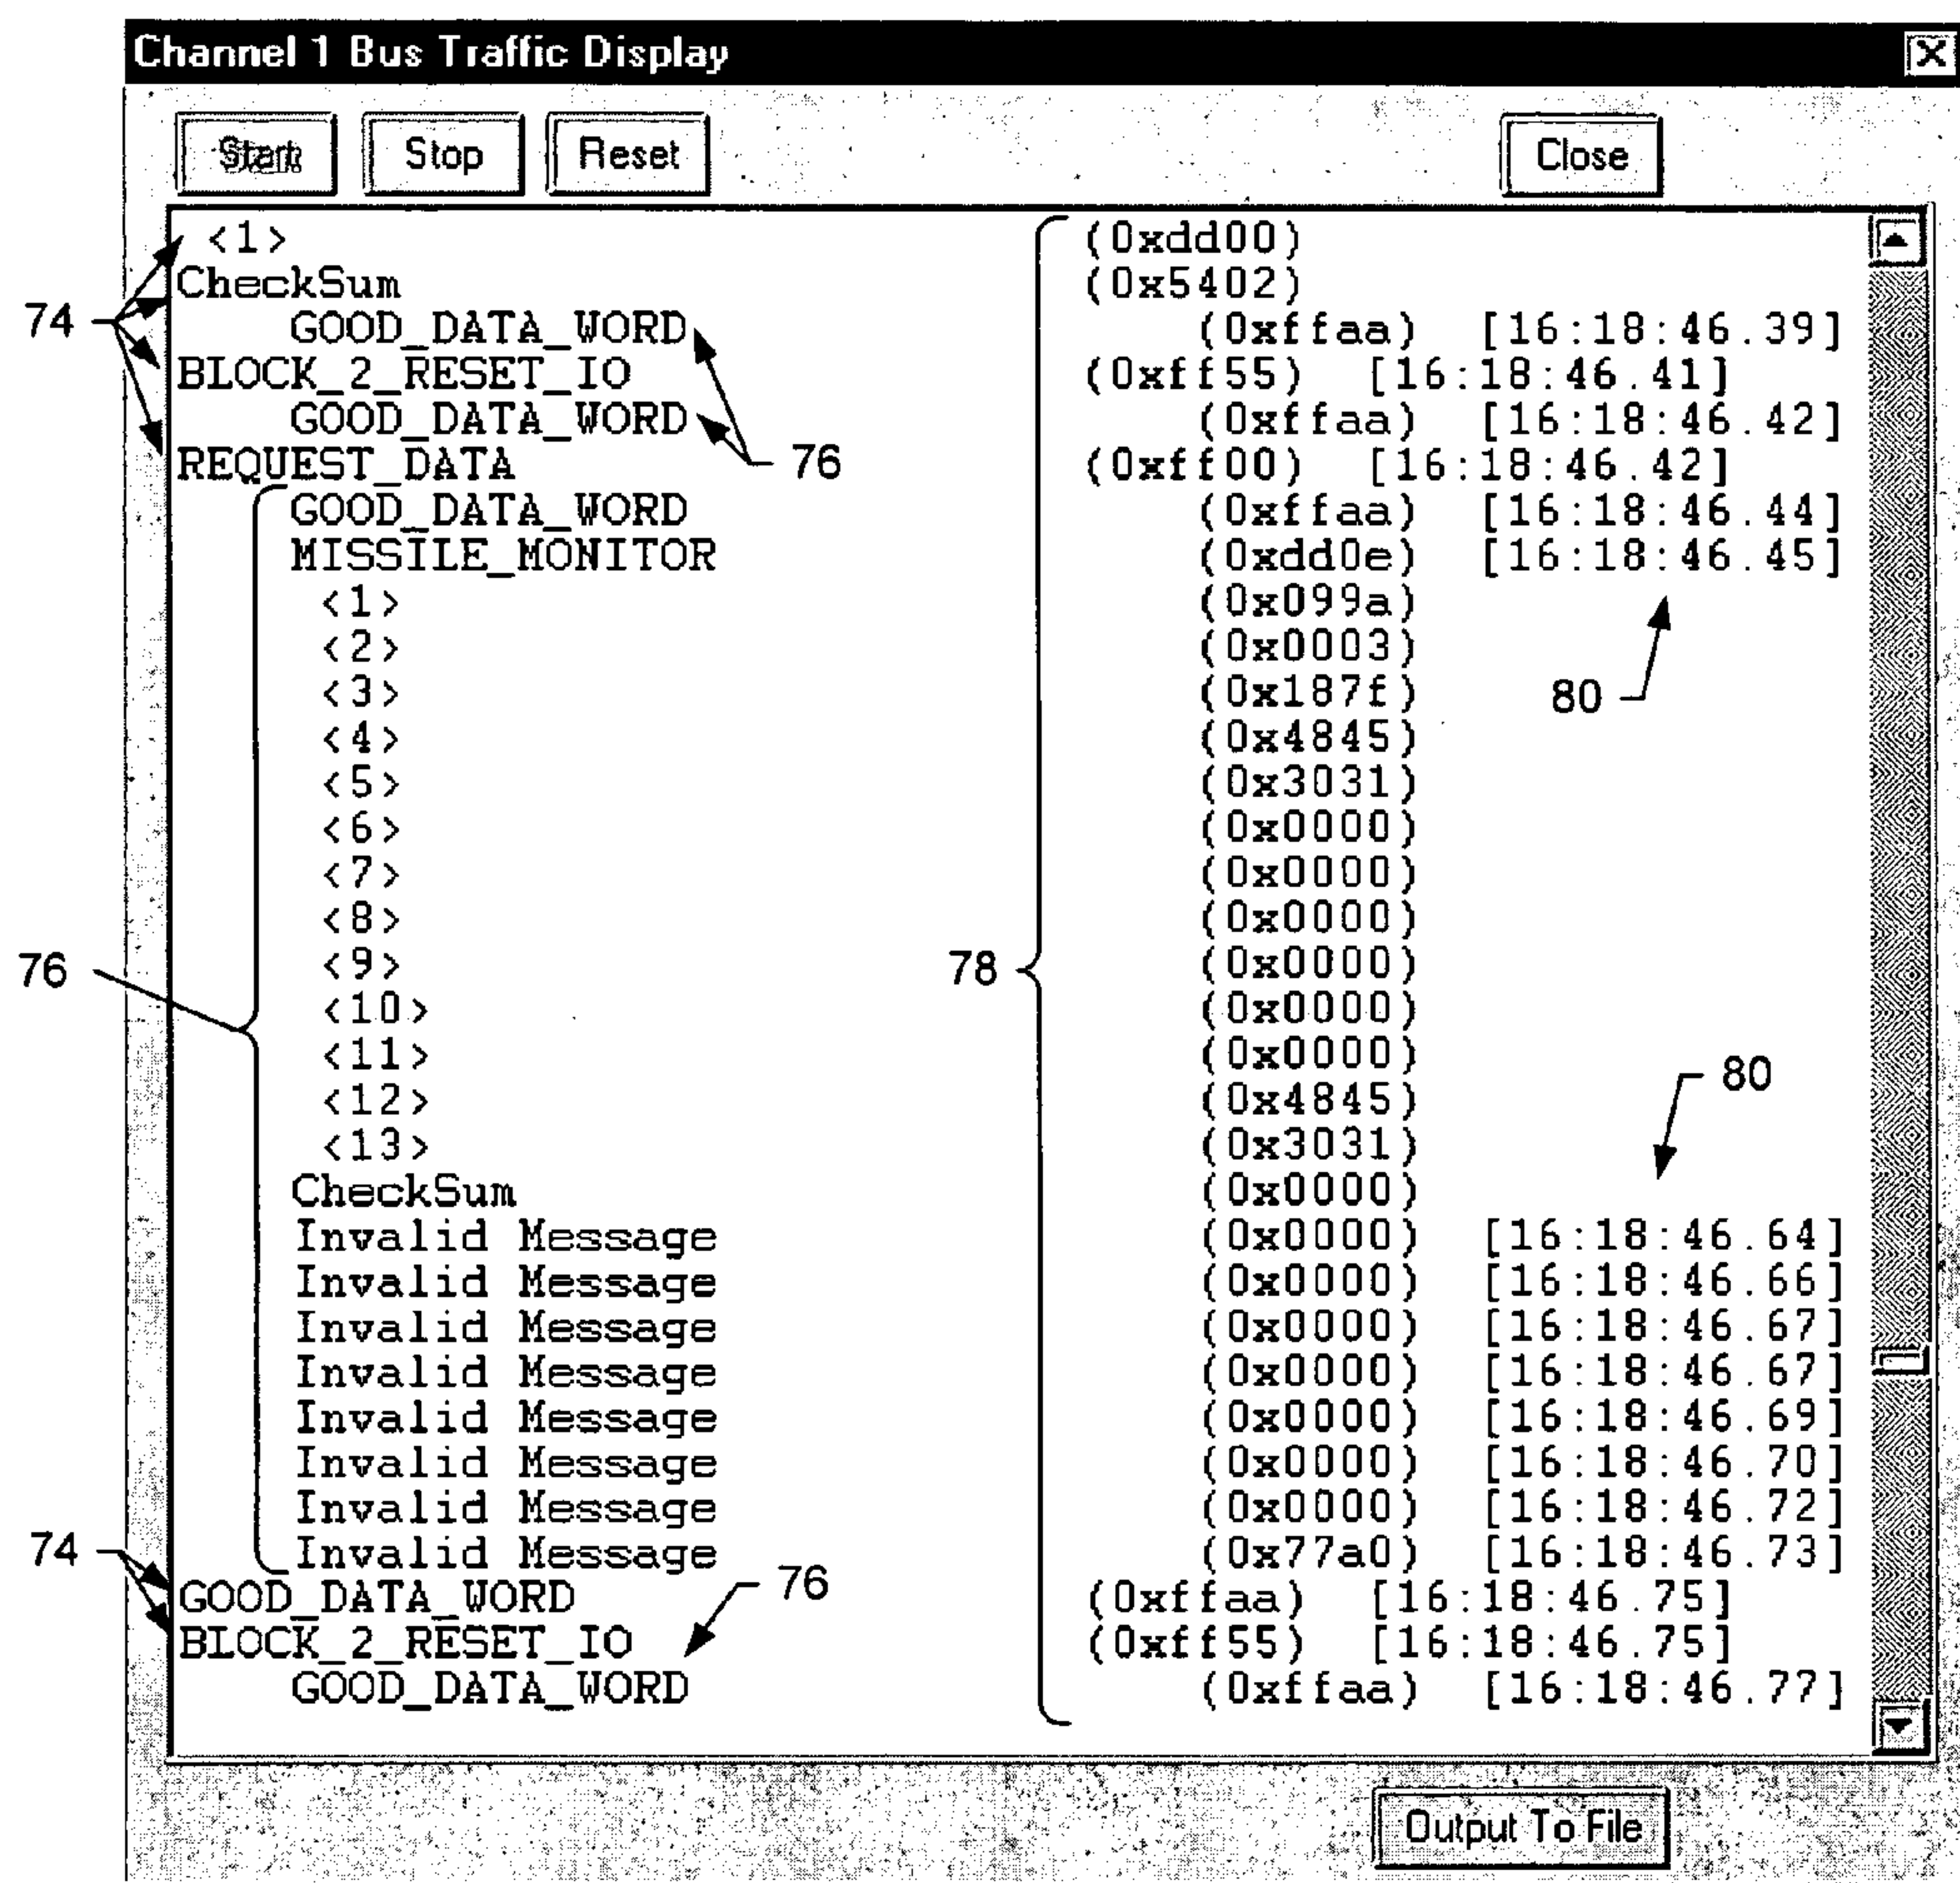 Channel 1 Bus Traffic Display
Start Stop Reset Close
<1> (0xdd00)
CheckSum (0x5402)
74
GOOD_DATA_WORD (0xffaa) [16:18:46.39]
BLOCK_2_RESET_IO (0xff55) [16:18:46.41]
GOOD_DATA_WORD (0xffaa) [16:18:46.42]
76
REQUEST_DATA (0xff00) [16:18:46.42]
GOOD_DATA_WORD (0xffaa) [16:18:46.44]
MISSILE_MONITOR (0xdd0e) [16:18:46.45]
<1> (0x099a)
<2> (0x0003)
<3> (0x187f)
80
<4> (0x4845)
<5> (0x3031)
<6> (0x0000)
<7> (0x0000)
<8> (0x0000)
<9> (0x0000)
76
78
<10> (0x0000)
<11> (0x0000)
80
<12> (0x4845)
<13> (0x3031)
CheckSum (0x0000)
Invalid Message (0x0000) [16:18:46.64]
Invalid Message (0x0000) [16:18:46.66]
Invalid Message (0x0000) [16:18:46.67]
Invalid Message (0x0000) [16:18:46.67]
Invalid Message (0x0000) [16:18:46.69]
Invalid Message (0x0000) [16:18:46.70]
Invalid Message (0x0000) [16:18:46.72]
Invalid Message (0x77a0) [16:18:46.73]
74
76
GOOD_DATA_WORD (0xffaa) [16:18:46.75]
BLOCK_2_RESET_IO (0xff55) [16:18:46.75]
GOOD_DATA_WORD (0xffaa) [16:18:46.77]
Output To File